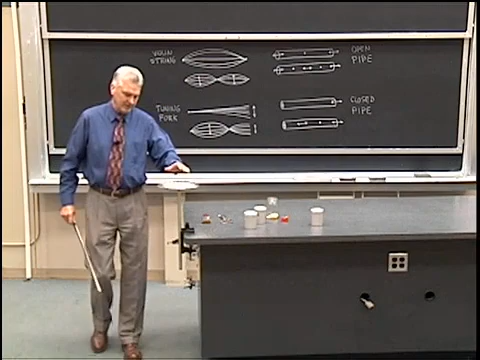 VIOLIN
STRING
OPEN
PIPE
TUNING
FORK
CLOSED
PIPE